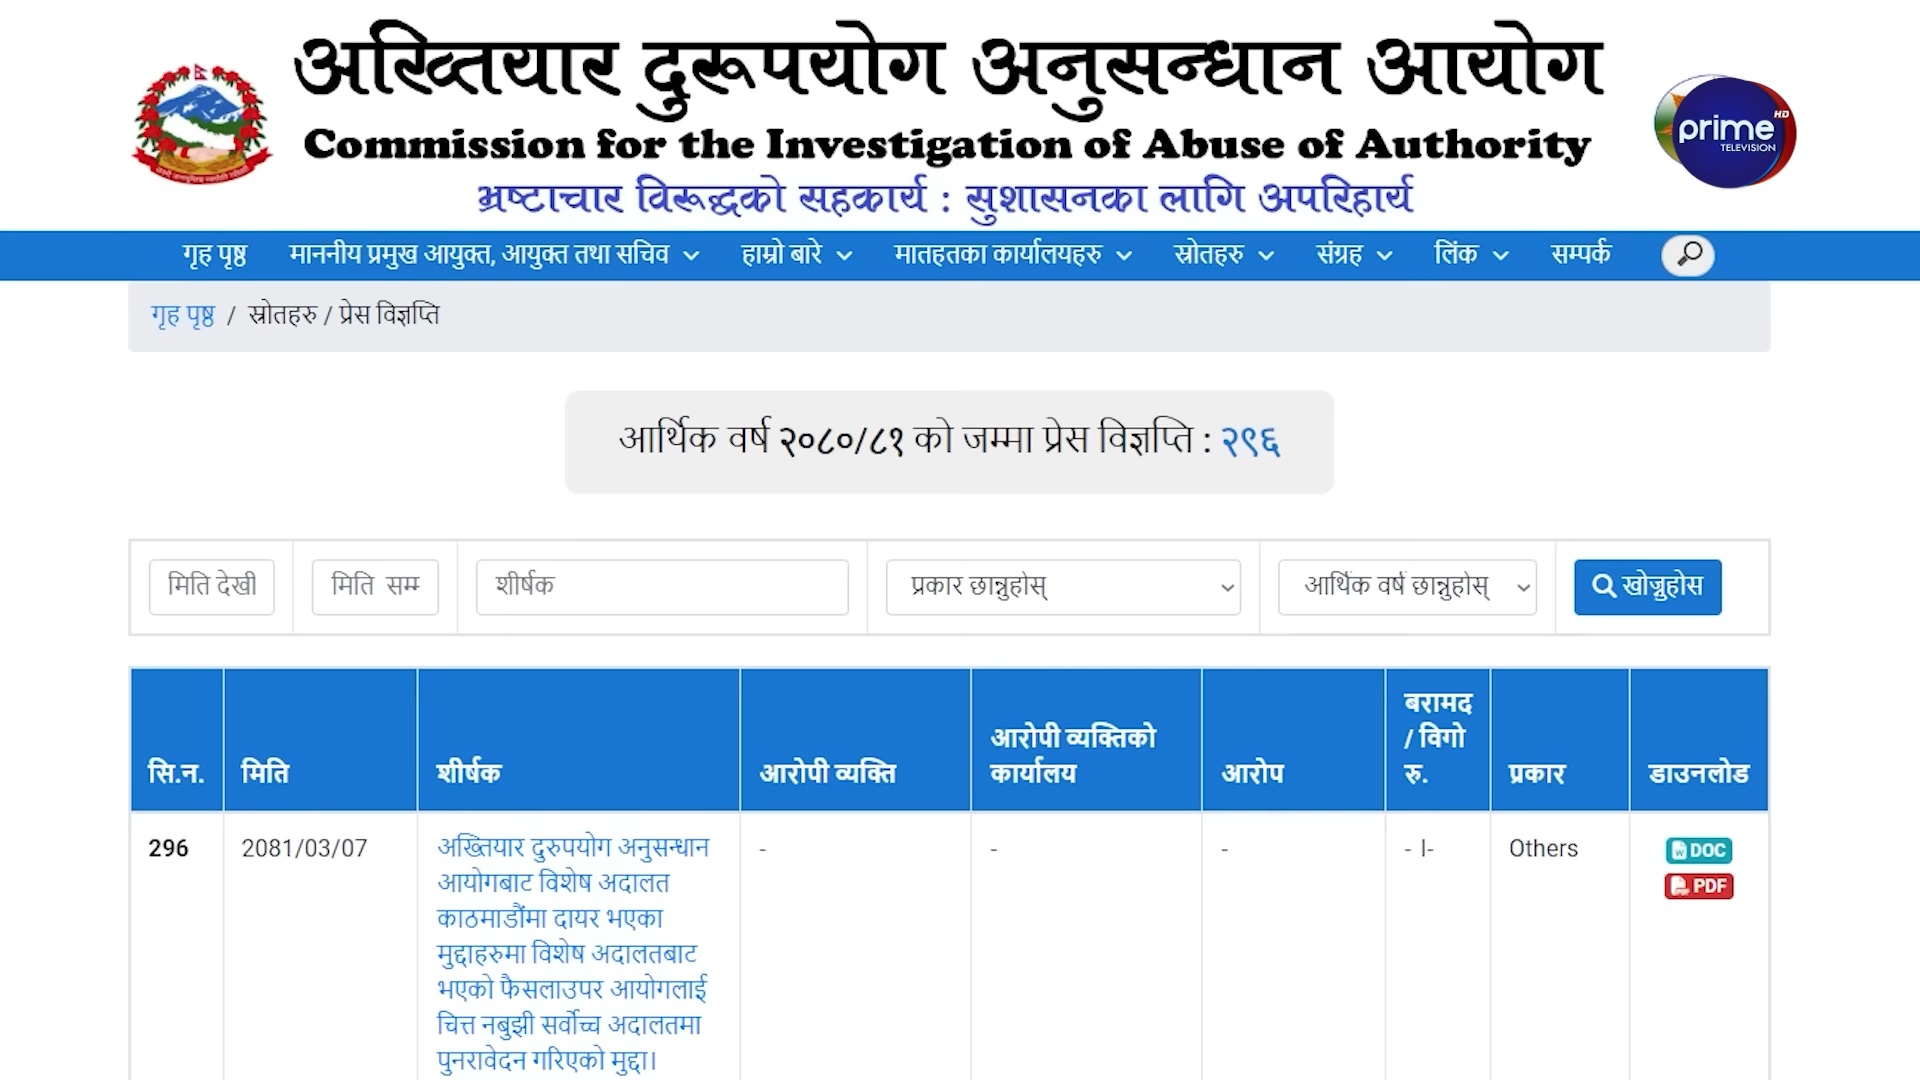 अख्तियार दुरूपयोग अनुसन्धान आयोग
Commission for the Investigation of Abuse of Authority
भ्रष्टाचार विरूद्धको सहकार्य : सुशासनका लागि अपरिहार्य
prime HD
TELEVISION
गृह पृष्ठ माननीय प्रमुख आयुक्त, आयुक्त तथा सचिव हाम्रो बारे मातहतका कार्यालयहरु स्रोतहरु संग्रह लिंक सम्पर्क
गृह पृष्ठ / स्रोतहरु / प्रेस विज्ञप्ति
आर्थिक वर्ष २०८०/८१ को जम्मा प्रेस विज्ञप्ति : २९६
मिति देखी मिति सम्म शीर्षक प्रकार छान्नुहोस् आर्थिक वर्ष छान्नुहोस् खोज्नुहोस
सि.न. मिति शीर्षक आरोपी व्यक्ति आरोपी व्यक्तिको कार्यालय आरोप बरामद / विगो रु. प्रकार डाउनलोड
296 2081/03/07 अख्तियार दुरुपयोग अनुसन्धान - - - - I- Others DOC
आयोगबाट विशेष अदालत PDF
काठमाडौंमा दायर भएका
मुद्दाहरुमा विशेष अदालतबाट
भएको फैसलाउपर आयोगलाई
चित्त नबुझी सर्वोच्च अदालतमा
पुनरावेदन गरिएको मुद्दा।